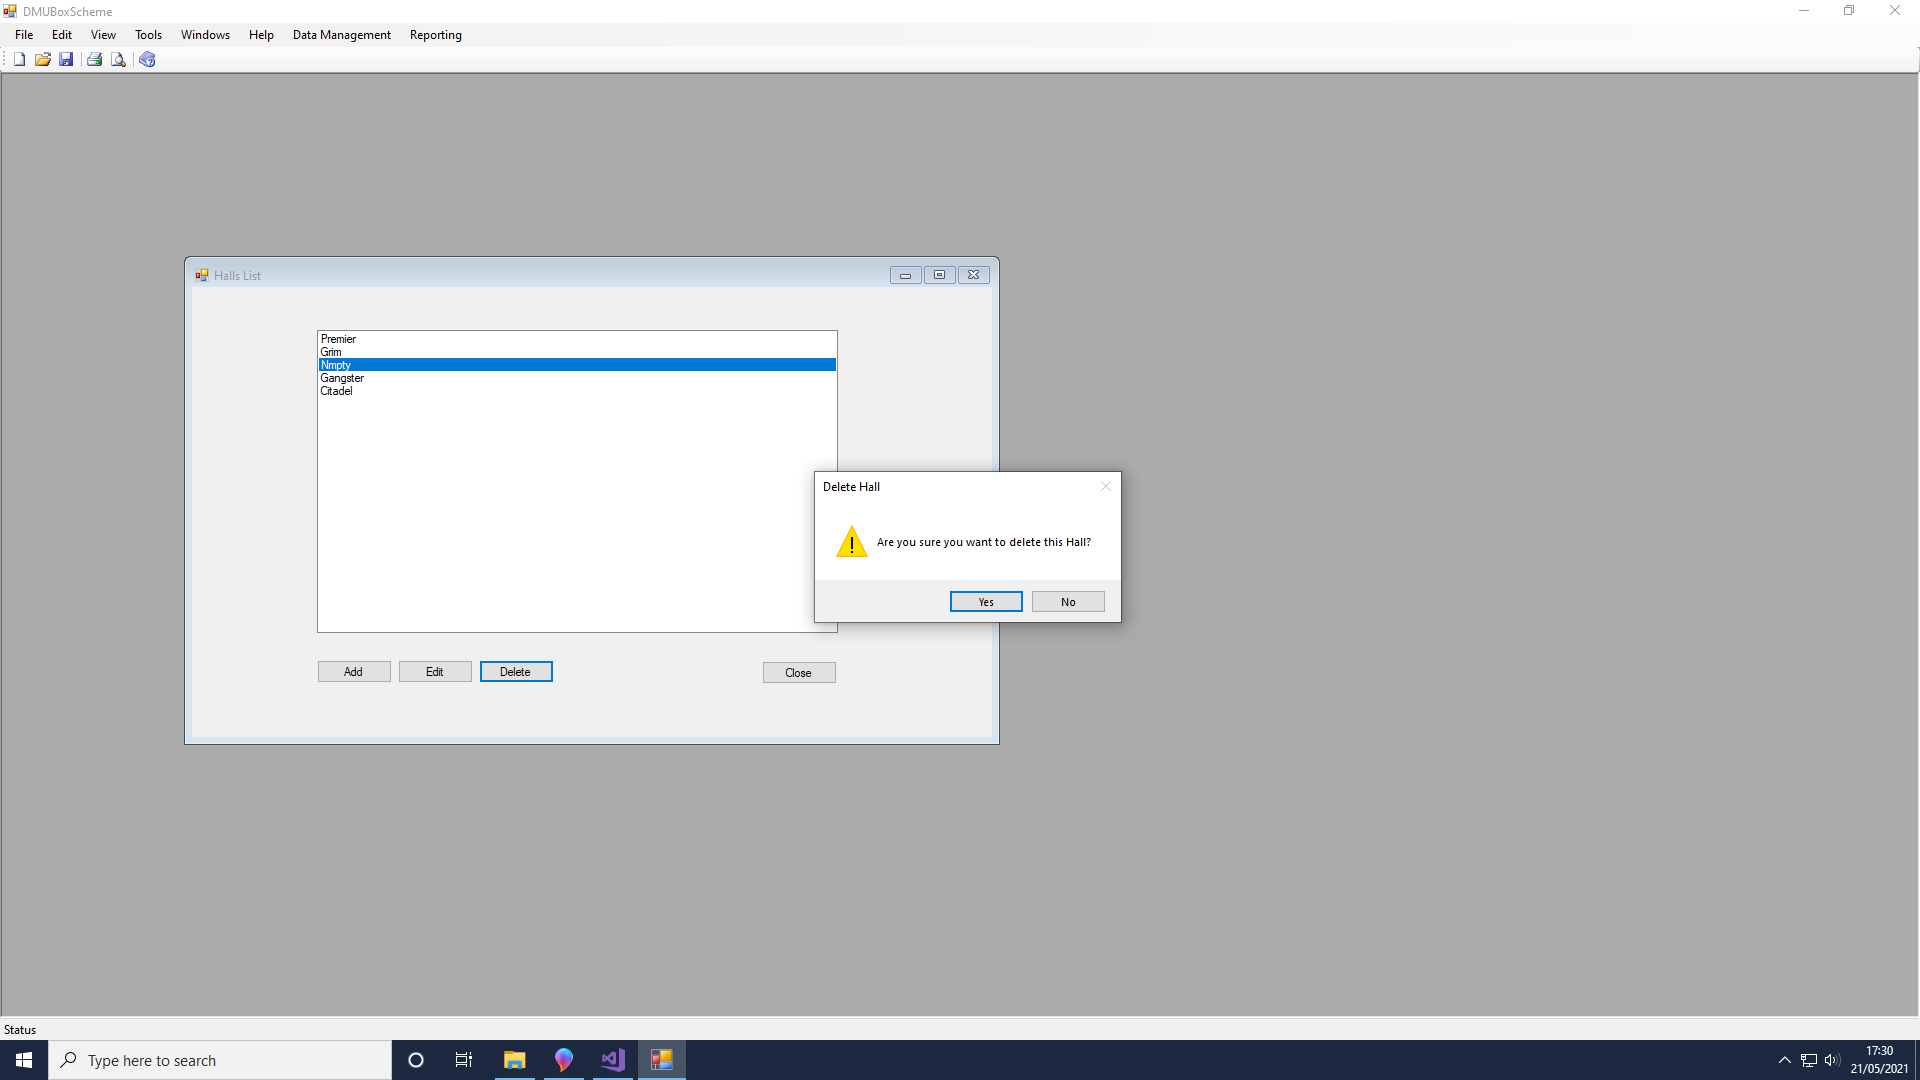 DMUBoxScheme
File Edit View Tools Windows Help Data Management Reporting
Halls List
Premier
Grim
Nmpty
Gangster
Citadel
Delete Hall
Are you sure you want to delete this Hall?
Yes No
Add Edit Delete Close
Status
Type here to search
17:30
21/05/2021